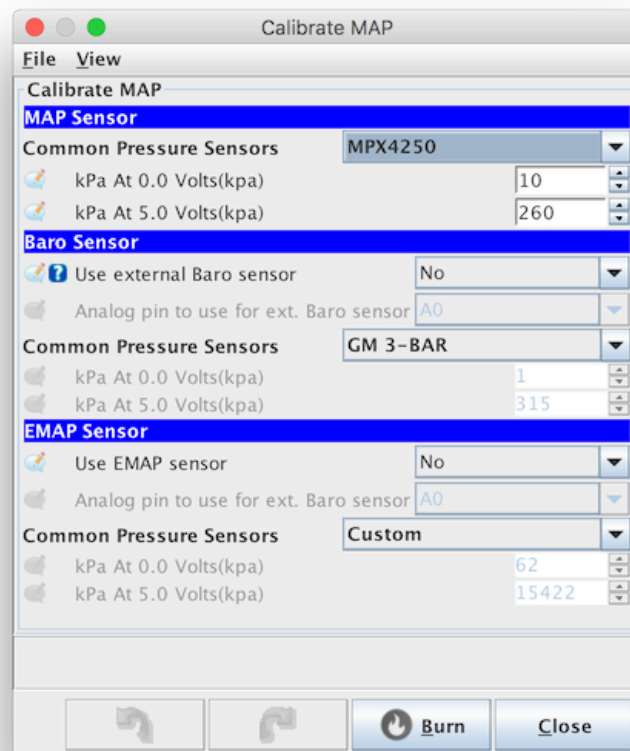 Calibrate MAP
File View
Calibrate MAP
MAP Sensor
Common Pressure Sensors MPX4250
kPa At 0.0 Volts(kpa) 10
kPa At 5.0 Volts(kpa) 260
Baro Sensor
? Use external Baro sensor No
Analog pin to use for ext. Baro sensor A0
Common Pressure Sensors GM 3-BAR
kPa At 0.0 Volts(kpa) 1
kPa At 5.0 Volts(kpa) 315
EMAP Sensor
Use EMAP sensor No
Analog pin to use for ext. Baro sensor A0
Common Pressure Sensors Custom
kPa At 0.0 Volts(kpa) 62
kPa At 5.0 Volts(kpa) 15422
Burn Close